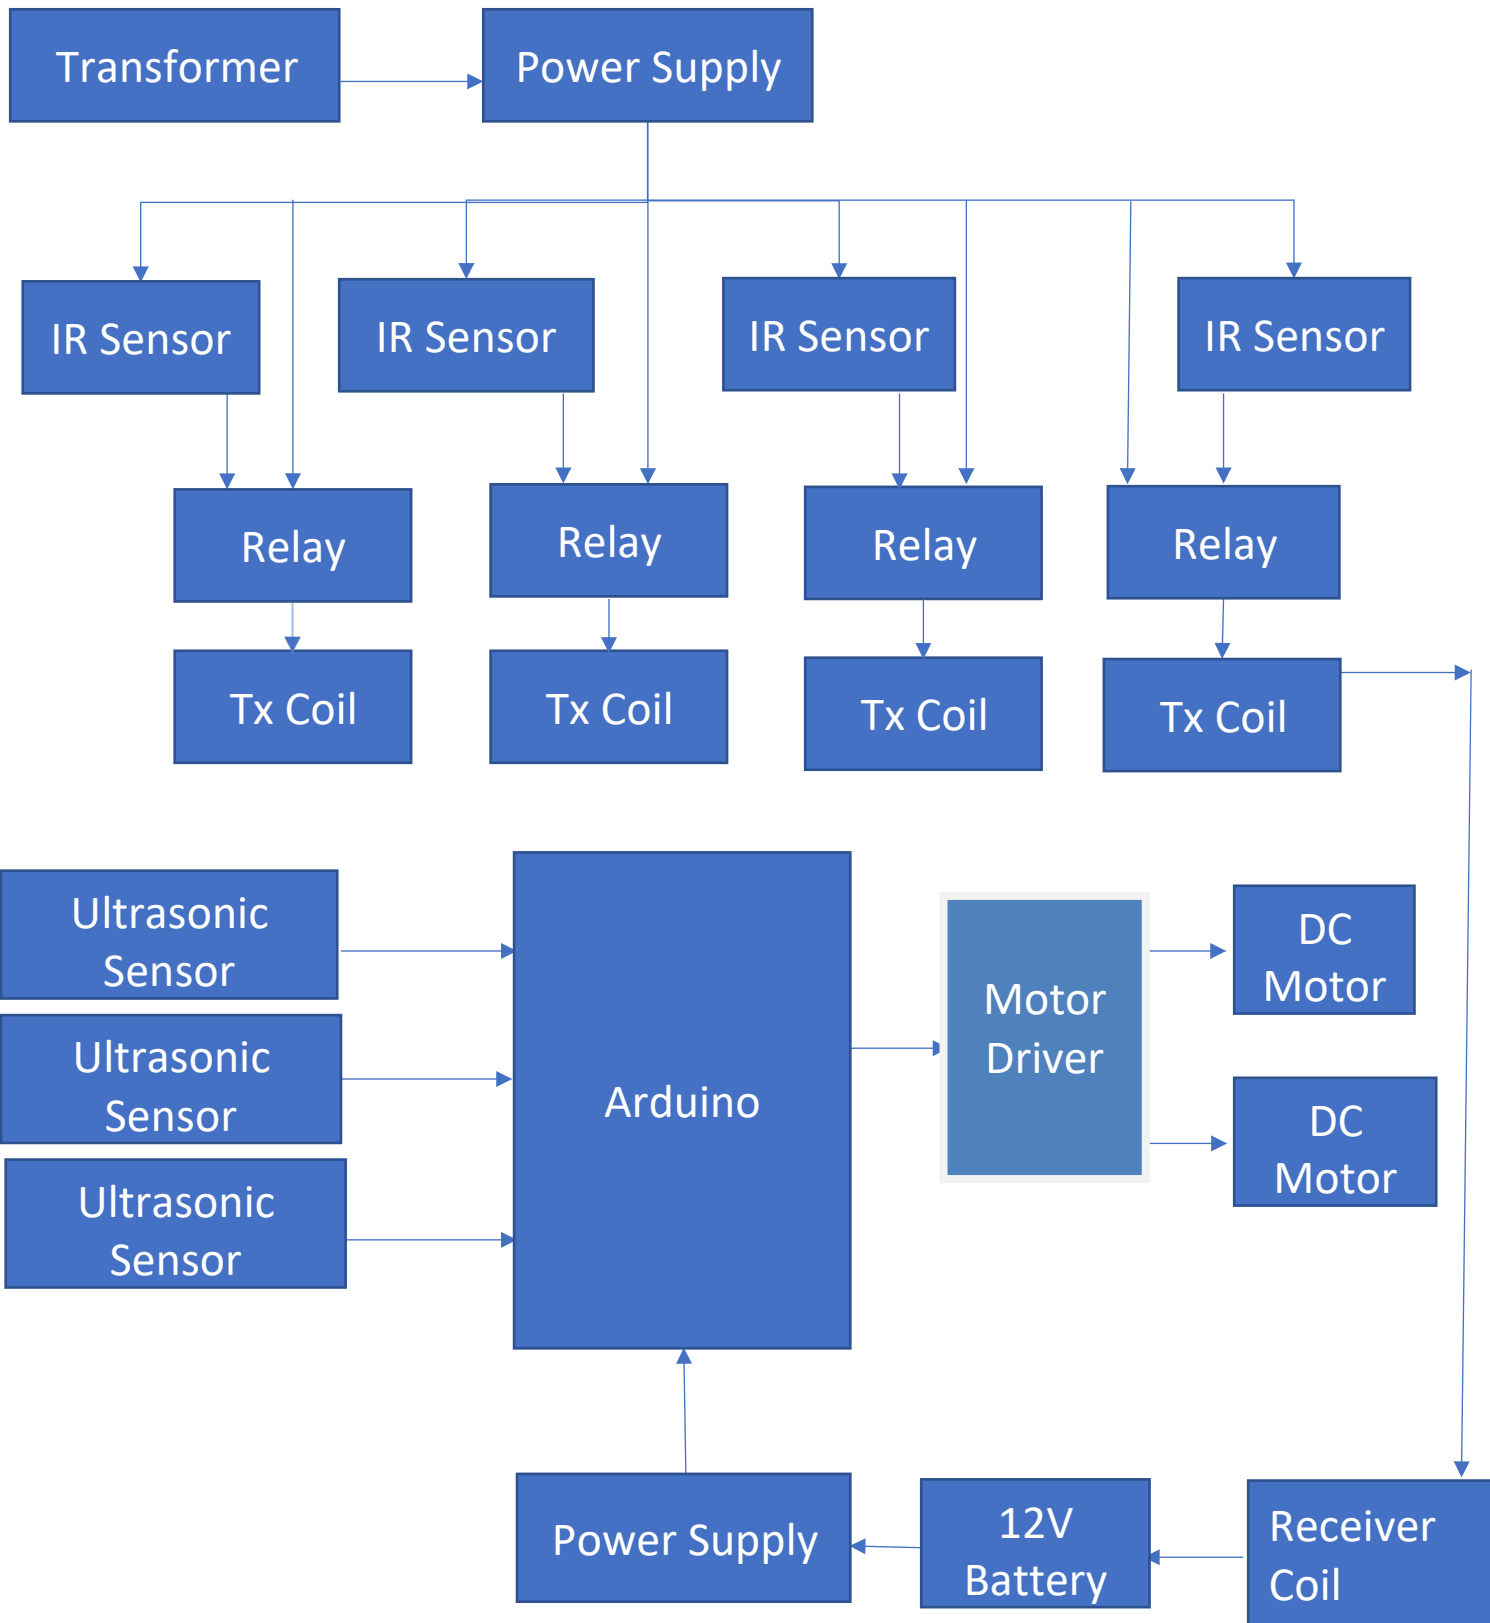 Transformer
Power Supply
IR Sensor
IR Sensor
IR Sensor
IR Sensor
Relay
Relay
Relay
Relay
Tx Coil
Tx Coil
Tx Coil
Tx Coil
Ultrasonic
Sensor
Ultrasonic
Sensor
Ultrasonic
Sensor
Arduino
Motor
Driver
DC
Motor
DC
Motor
Power Supply
12V
Battery
Receiver
Coil